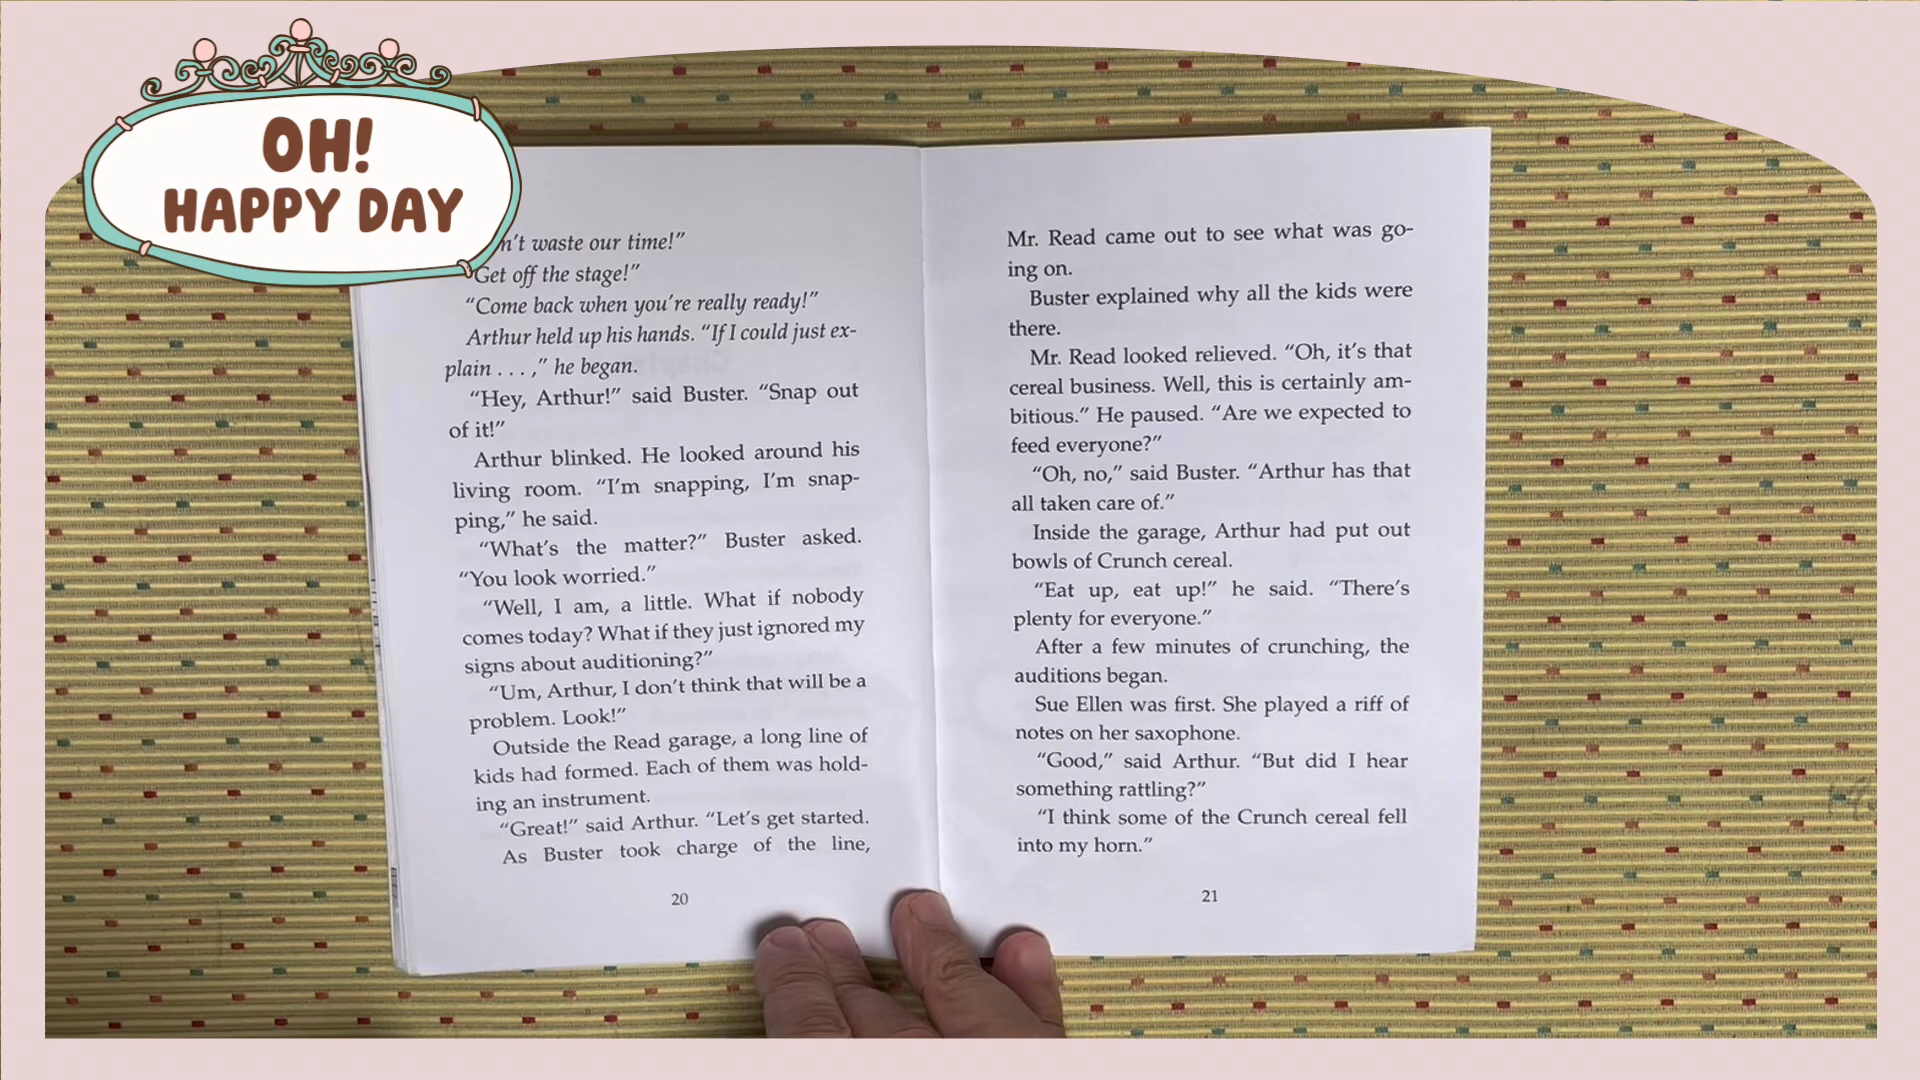 OH!
HAPPY DAY
waste our time!”
Get off the stage!”
“Come back when you’re really ready!”
Arthur held up his hands. “If I could just ex-
plain . . . ,” he began.
“Hey, Arthur!” said Buster. “Snap out
of it!”
Arthur blinked. He looked around his
living room. “I’m snapping, I’m snap-
ping,” he said.
“What’s the matter?” Buster asked.
“You look worried.”
“Well, I am, a little. What if nobody
comes today? What if they just ignored my
signs about auditioning?”
“Um, Arthur, I don’t think that will be a
problem. Look!”
Outside the Read garage, a long line of
kids had formed. Each of them was hold-
ing an instrument.
“Great!” said Arthur. “Let’s get started.
As Buster took charge of the line,
20
Mr. Read came out to see what was go-
ing on.
Buster explained why all the kids were
there.
Mr. Read looked relieved. “Oh, it’s that
cereal business. Well, this is certainly am-
bitious.” He paused. “Are we expected to
feed everyone?”
“Oh, no,” said Buster. “Arthur has that
all taken care of.”
Inside the garage, Arthur had put out
bowls of Crunch cereal.
“Eat up, eat up!” he said. “There’s
plenty for everyone.”
After a few minutes of crunching, the
auditions began.
Sue Ellen was first. She played a riff of
notes on her saxophone.
“Good,” said Arthur. “But did I hear
something rattling?”
“I think some of the Crunch cereal fell
into my horn.”
21